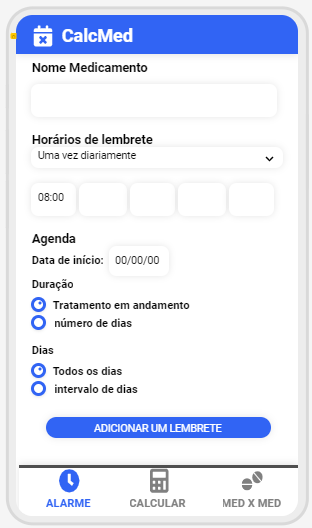 CalcMed
Nome Medicamento
Horários de lembrete
Uma vez diariamente
08:00
Agenda
Data de início: 00/00/00
Duração
Tratamento em andamento
número de dias
Dias
Todos os dias
intervalo de dias
ADICIONAR UM LEMBRETE
ALARME CALCULAR MED X MED